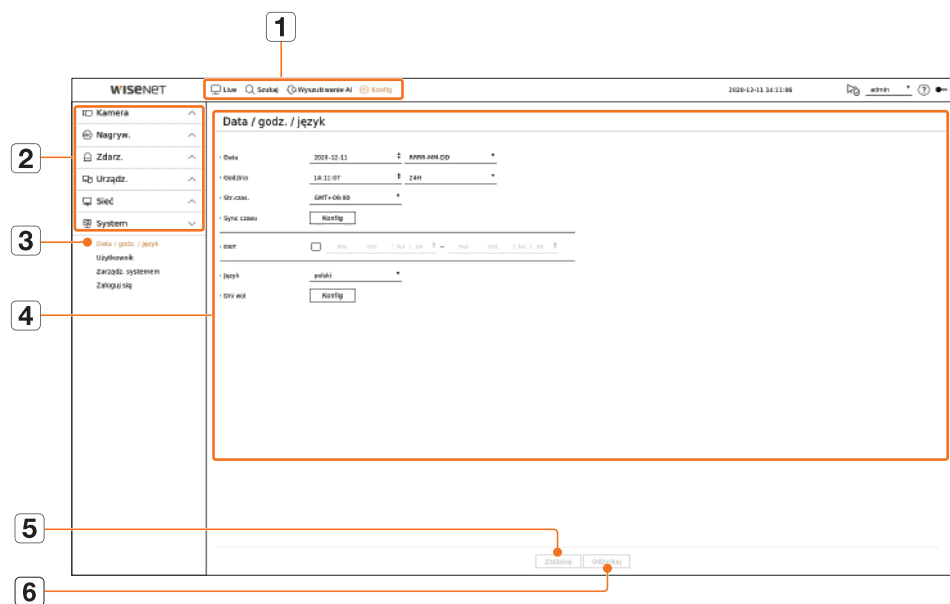 1
WISENET Live Szukaj Wyszukiwanie AI Konfig 2020-12-11 14:11:06 admin ?
Kamera
Data / godz. / język
Nagryw.
2
Zdarz.
Data 2020-12-11 RRRR-MM-DD
Urządz.
Godzina 14:11:07 24H
Sieć
Str.czas. GMT+09:00
System
Sync czasu Konfig
3
Data / godz. / język
DST
Użytkownik
Zarządz. systemem
Język polski
Zaloguj się
Dni wol Konfig
4
5
Zastosuj Odzyskaj
6